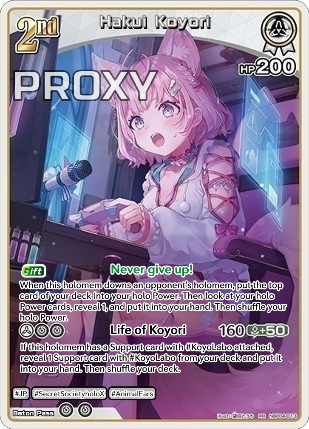 2nd
Hakui Koyori
HP200
PROXY
Gift
Never give up!
When this holomem downs an opponent's holomem, put the top
card of your deck into your holo Power. Then look at your holo
Power cards, reveal 1, and put it into your hand. Then shuffle your
holo Power.
Life of Koyori
160
+50
If this holomem has a Support card with #KoyoLabo attached,
reveal 1 Support card with #KoyoLabo from your deck and put it
into your hand. Then shuffle your deck.
#JP
#SecretSocietyholoX
#AnimalEars
Baton Pass